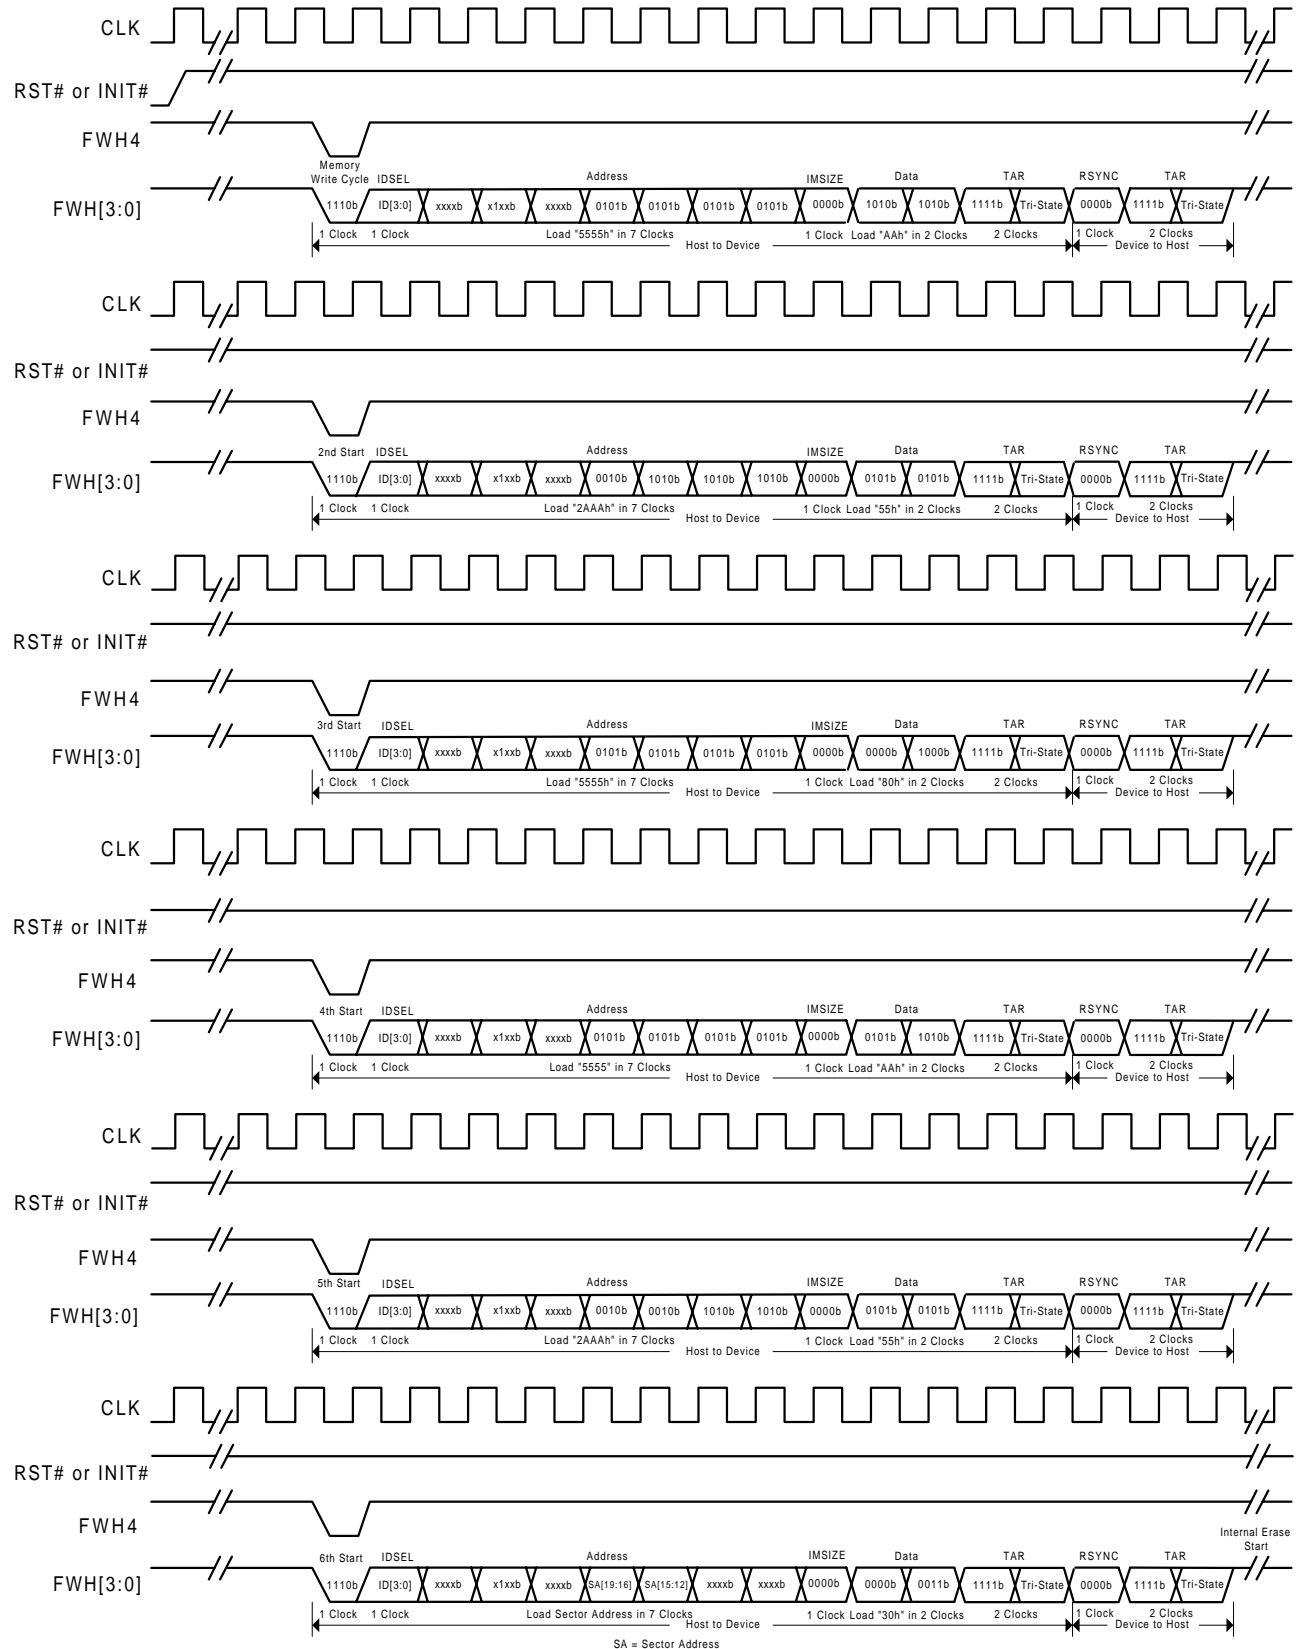 CLK
RST# or INIT#
FWH4
Memory
Write Cycle IDSEL Address IMSIZE Data TAR RSYNC TAR
FWH[3:0] 1110b ID[3:0] xxxxb x1xxb xxxxb 0101b 0101b 0101b 0101b 0000b 1010b 1010b 1111b Tri-State 0000b 1111b Tri-State
1 Clock 1 Clock Load "5555h" in 7 Clocks 1 Clock Load "AAh" in 2 Clocks 2 Clocks 1 Clock 2 Clocks
Host to Device Device to Host
CLK
RST# or INIT#
FWH4
2nd Start IDSEL Address IMSIZE Data TAR RSYNC TAR
FWH[3:0] 1110b ID[3:0] xxxxb x1xxb xxxxb 0010b 1010b 1010b 1010b 0000b 0101b 0101b 1111b Tri-State 0000b 1111b Tri-State
1 Clock 1 Clock Load "2AAAh" in 7 Clocks 1 Clock Load "55h" in 2 Clocks 2 Clocks 1 Clock 2 Clocks
Host to Device Device to Host
CLK
RST# or INIT#
FWH4
3rd Start IDSEL Address IMSIZE Data TAR RSYNC TAR
FWH[3:0] 1110b ID[3:0] xxxxb x1xxb xxxxb 0101b 0101b 0101b 0101b 0000b 0000b 1000b 1111b Tri-State 0000b 1111b Tri-State
1 Clock 1 Clock Load "5555h" in 7 Clocks 1 Clock Load "80h" in 2 Clocks 2 Clocks 1 Clock 2 Clocks
Host to Device Device to Host
CLK
RST# or INIT#
FWH4
4th Start IDSEL Address IMSIZE Data TAR RSYNC TAR
FWH[3:0] 1110b ID[3:0] xxxxb x1xxb xxxxb 0101b 0101b 0101b 0101b 0000b 0101b 1010b 1111b Tri-State 0000b 1111b Tri-State
1 Clock 1 Clock Load "5555" in 7 Clocks 1 Clock Load "AAh" in 2 Clocks 2 Clocks 1 Clock 2 Clocks
Host to Device Device to Host
CLK
RST# or INIT#
FWH4
5th Start IDSEL Address IMSIZE Data TAR RSYNC TAR
FWH[3:0] 1110b ID[3:0] xxxxb x1xxb xxxxb 0010b 0010b 1010b 1010b 0000b 0101b 0101b 1111b Tri-State 0000b 1111b Tri-State
1 Clock 1 Clock Load "2AAAh" in 7 Clocks 1 Clock Load "55h" in 2 Clocks 2 Clocks 1 Clock 2 Clocks
Host to Device Device to Host
CLK
RST# or INIT#
FWH4
Internal Erase
Start
6th Start IDSEL Address IMSIZE Data TAR RSYNC TAR
FWH[3:0] 1110b ID[3:0] xxxxb x1xxb xxxxb SA[19:16] SA[15:12] xxxxb xxxxb 0000b 0000b 0011b 1111b Tri-State 0000b 1111b Tri-State
1 Clock 1 Clock Load Sector Address in 7 Clocks 1 Clock Load "30h" in 2 Clocks 2 Clocks 1 Clock 2 Clocks
Host to Device Device to Host
SA = Sector Address